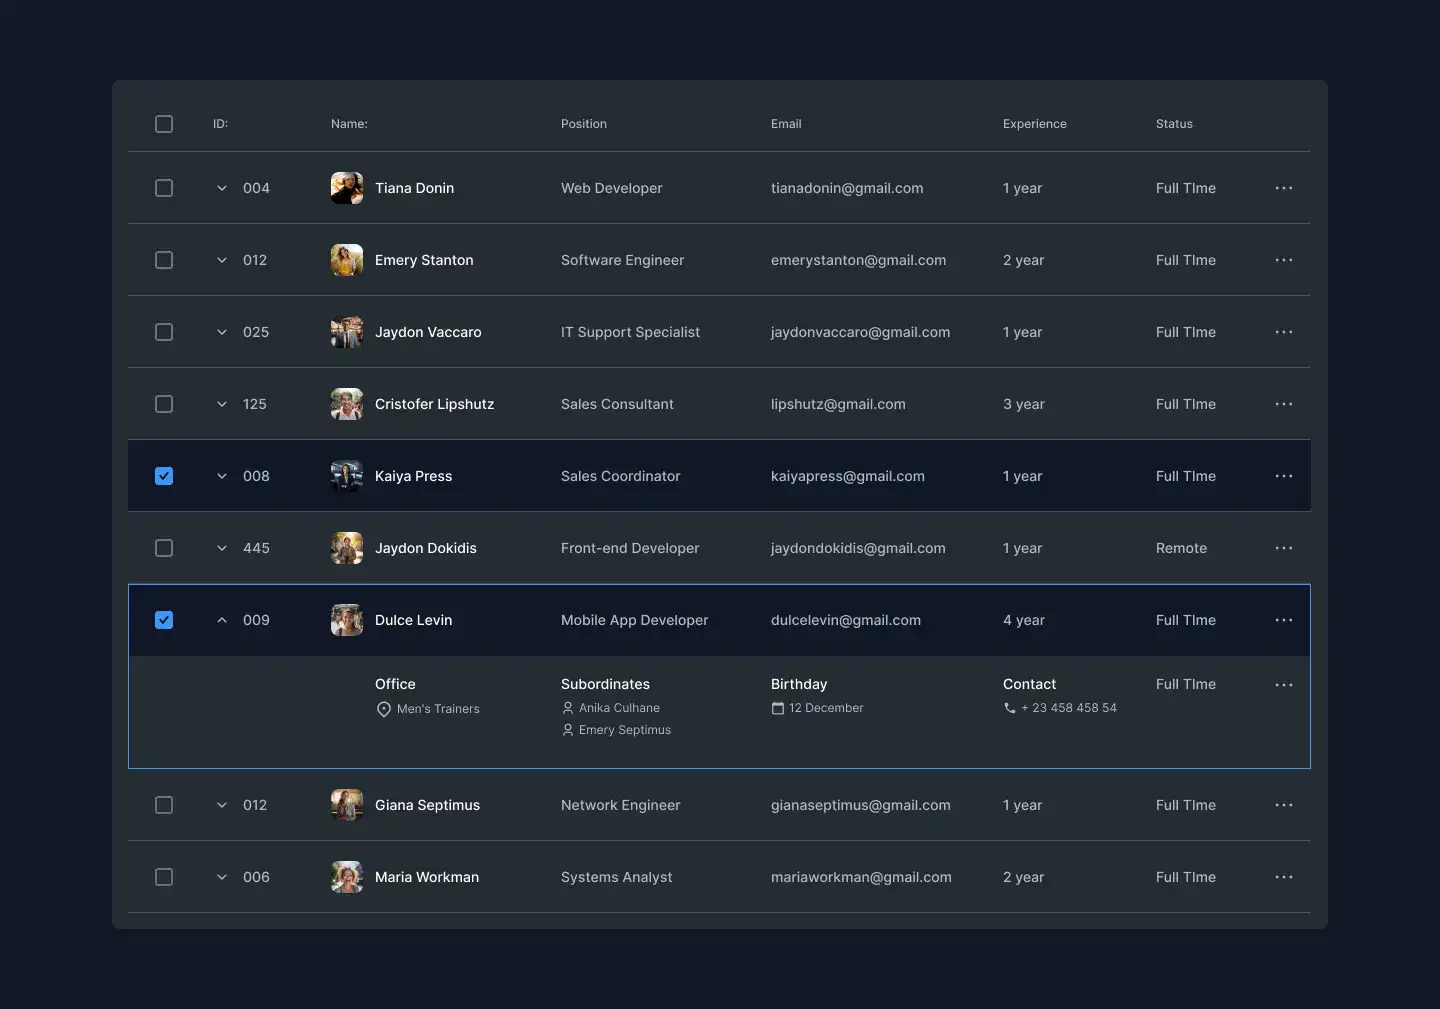 ID: Name: Position Email Experience Status
004 Tiana Donin Web Developer tianadonin@gmail.com 1 year Full TIme
012 Emery Stanton Software Engineer emerystanton@gmail.com 2 year Full TIme
025 Jaydon Vaccaro IT Support Specialist jaydonvaccaro@gmail.com 1 year Full TIme
125 Cristofer Lipshutz Sales Consultant lipshutz@gmail.com 3 year Full TIme
008 Kaiya Press Sales Coordinator kaiyapress@gmail.com 1 year Full TIme
445 Jaydon Dokidis Front-end Developer jaydondokidis@gmail.com 1 year Remote
009 Dulce Levin Mobile App Developer dulcelevin@gmail.com 4 year Full TIme
Office Subordinates Birthday Contact Full TIme
Men's Trainers Anika Culhane 12 December + 23 458 458 54
Emery Septimus
012 Giana Septimus Network Engineer gianaseptimus@gmail.com 1 year Full TIme
006 Maria Workman Systems Analyst mariaworkman@gmail.com 2 year Full TIme